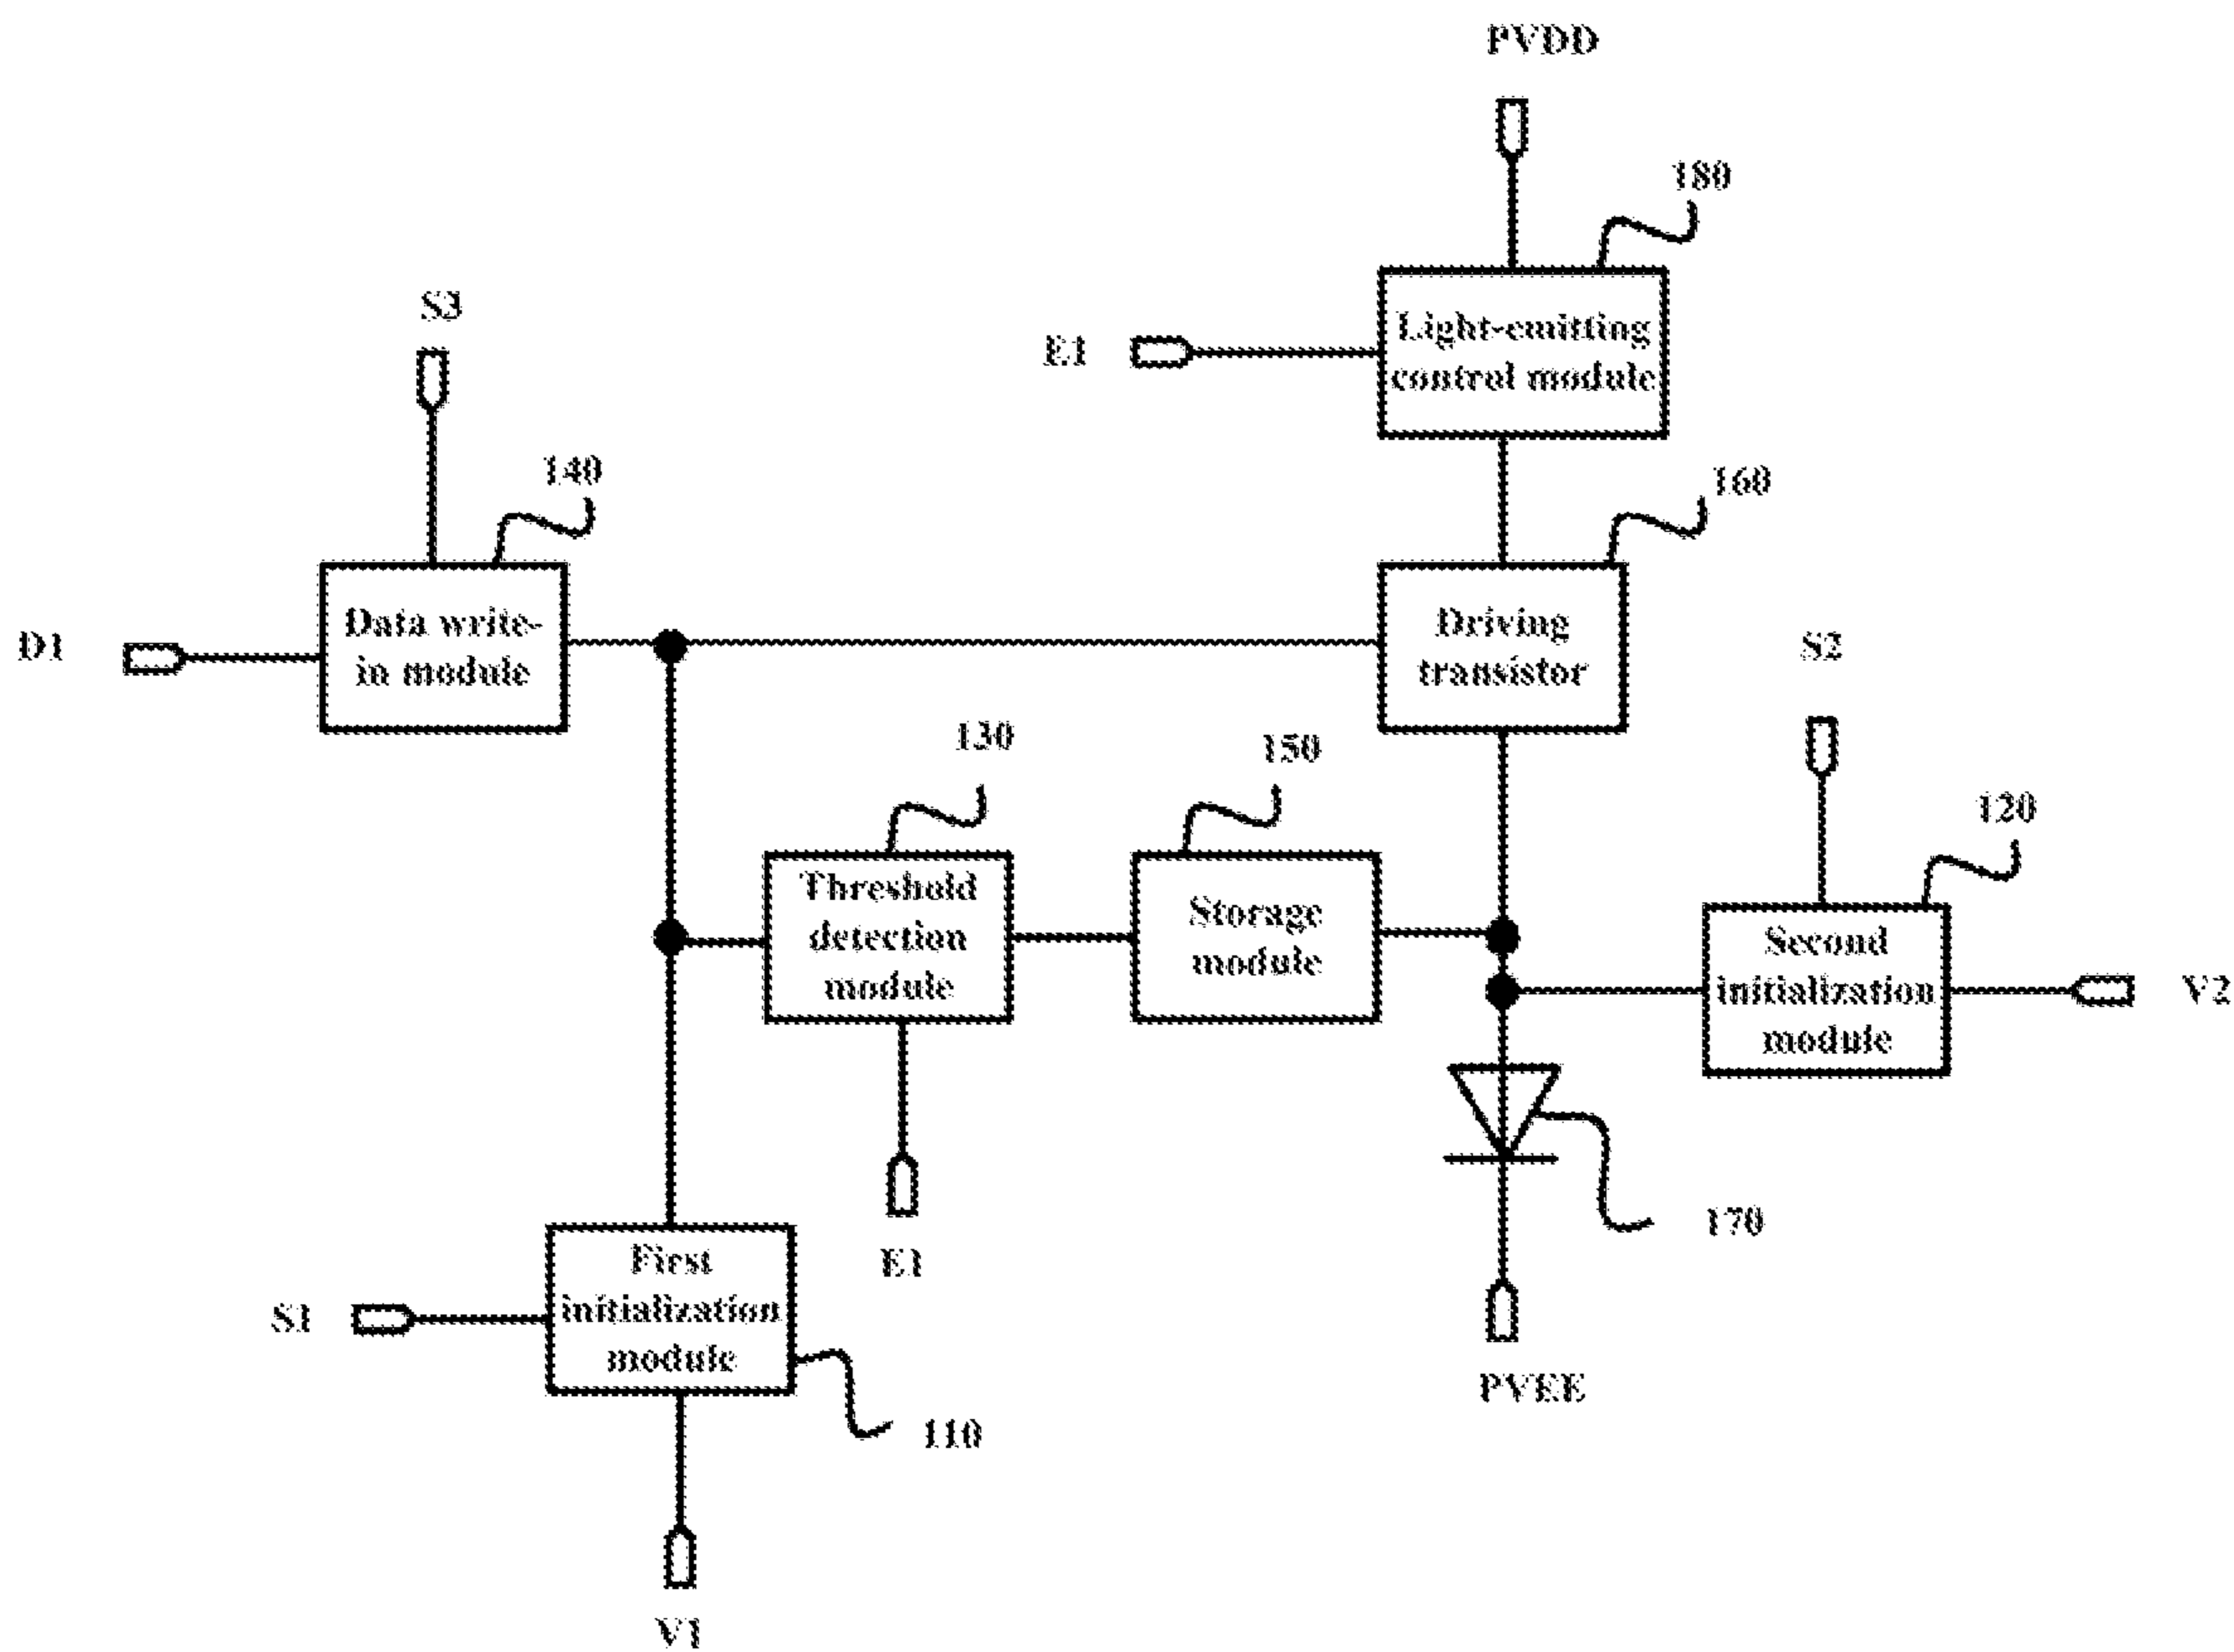 PVDD
180
Light-emitting
control module
E1
S3
140
160
Data write-
in module
D1
Driving
transistor
S2
130
150
120
Threshold
detection
module
Storage
module
Second
initialization
module
V2
E1
170
First
initialization
module
S1
PVEE
110
V1